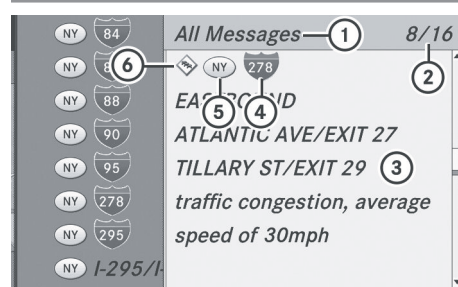 NY 84 All Messages 1 8/16
NY 8 6 NY 278 2
NY 88 EASTBOUND 5 4
NY 90 ATLANTIC AVE/EXIT 27
NY 95 TILLARY ST/EXIT 29 3
NY 278 traffic congestion, average
NY 295 speed of 30mph
NY I-295/I-